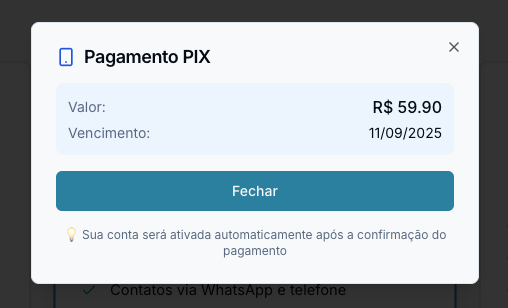 Pagamento PIX
Valor: R$ 59.90
Vencimento: 11/09/2025
Fechar
💡 Sua conta será ativada automaticamente após a confirmação do
pagamento
Contatos via WhatsApp e telefone